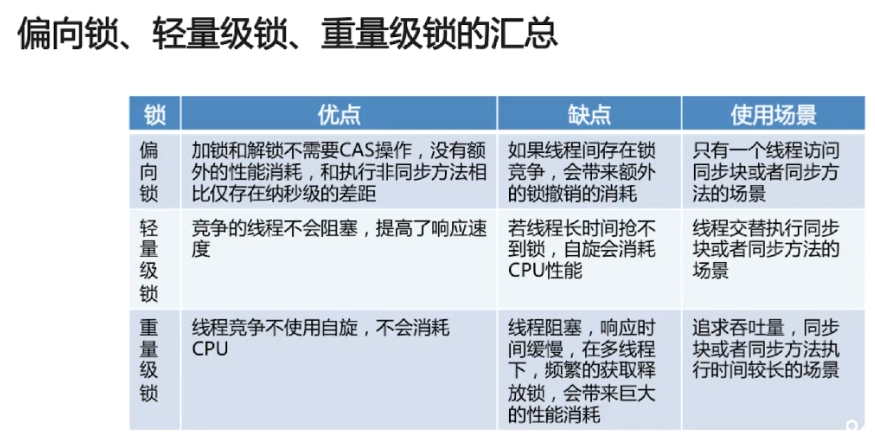 偏向锁、轻量级锁、重量级锁的汇总
锁 优点 缺点 使用场景
偏向锁
加锁和解锁不需要CAS操作，没有额
外的性能消耗，和执行非同步方法相
比仅存在纳秒级的差距
如果线程间存在锁
竞争，会带来额外
的锁撤销的消耗
只有一个线程访问
同步块或者同步方
法的场景
轻量级锁
竞争的线程不会阻塞，提高了响应速
度
若线程长时间抢不
到锁，自旋会消耗
CPU性能
线程交替执行同步
块或者同步方法的
场景
重量级锁
线程竞争不使用自旋，不会消耗
CPU
线程阻塞，响应时
间缓慢，在多线程
下，频繁的获取释
放锁，会带来巨大
的性能消耗
追求吞吐量，同步
块或者同步方法执
行时间较长的场景